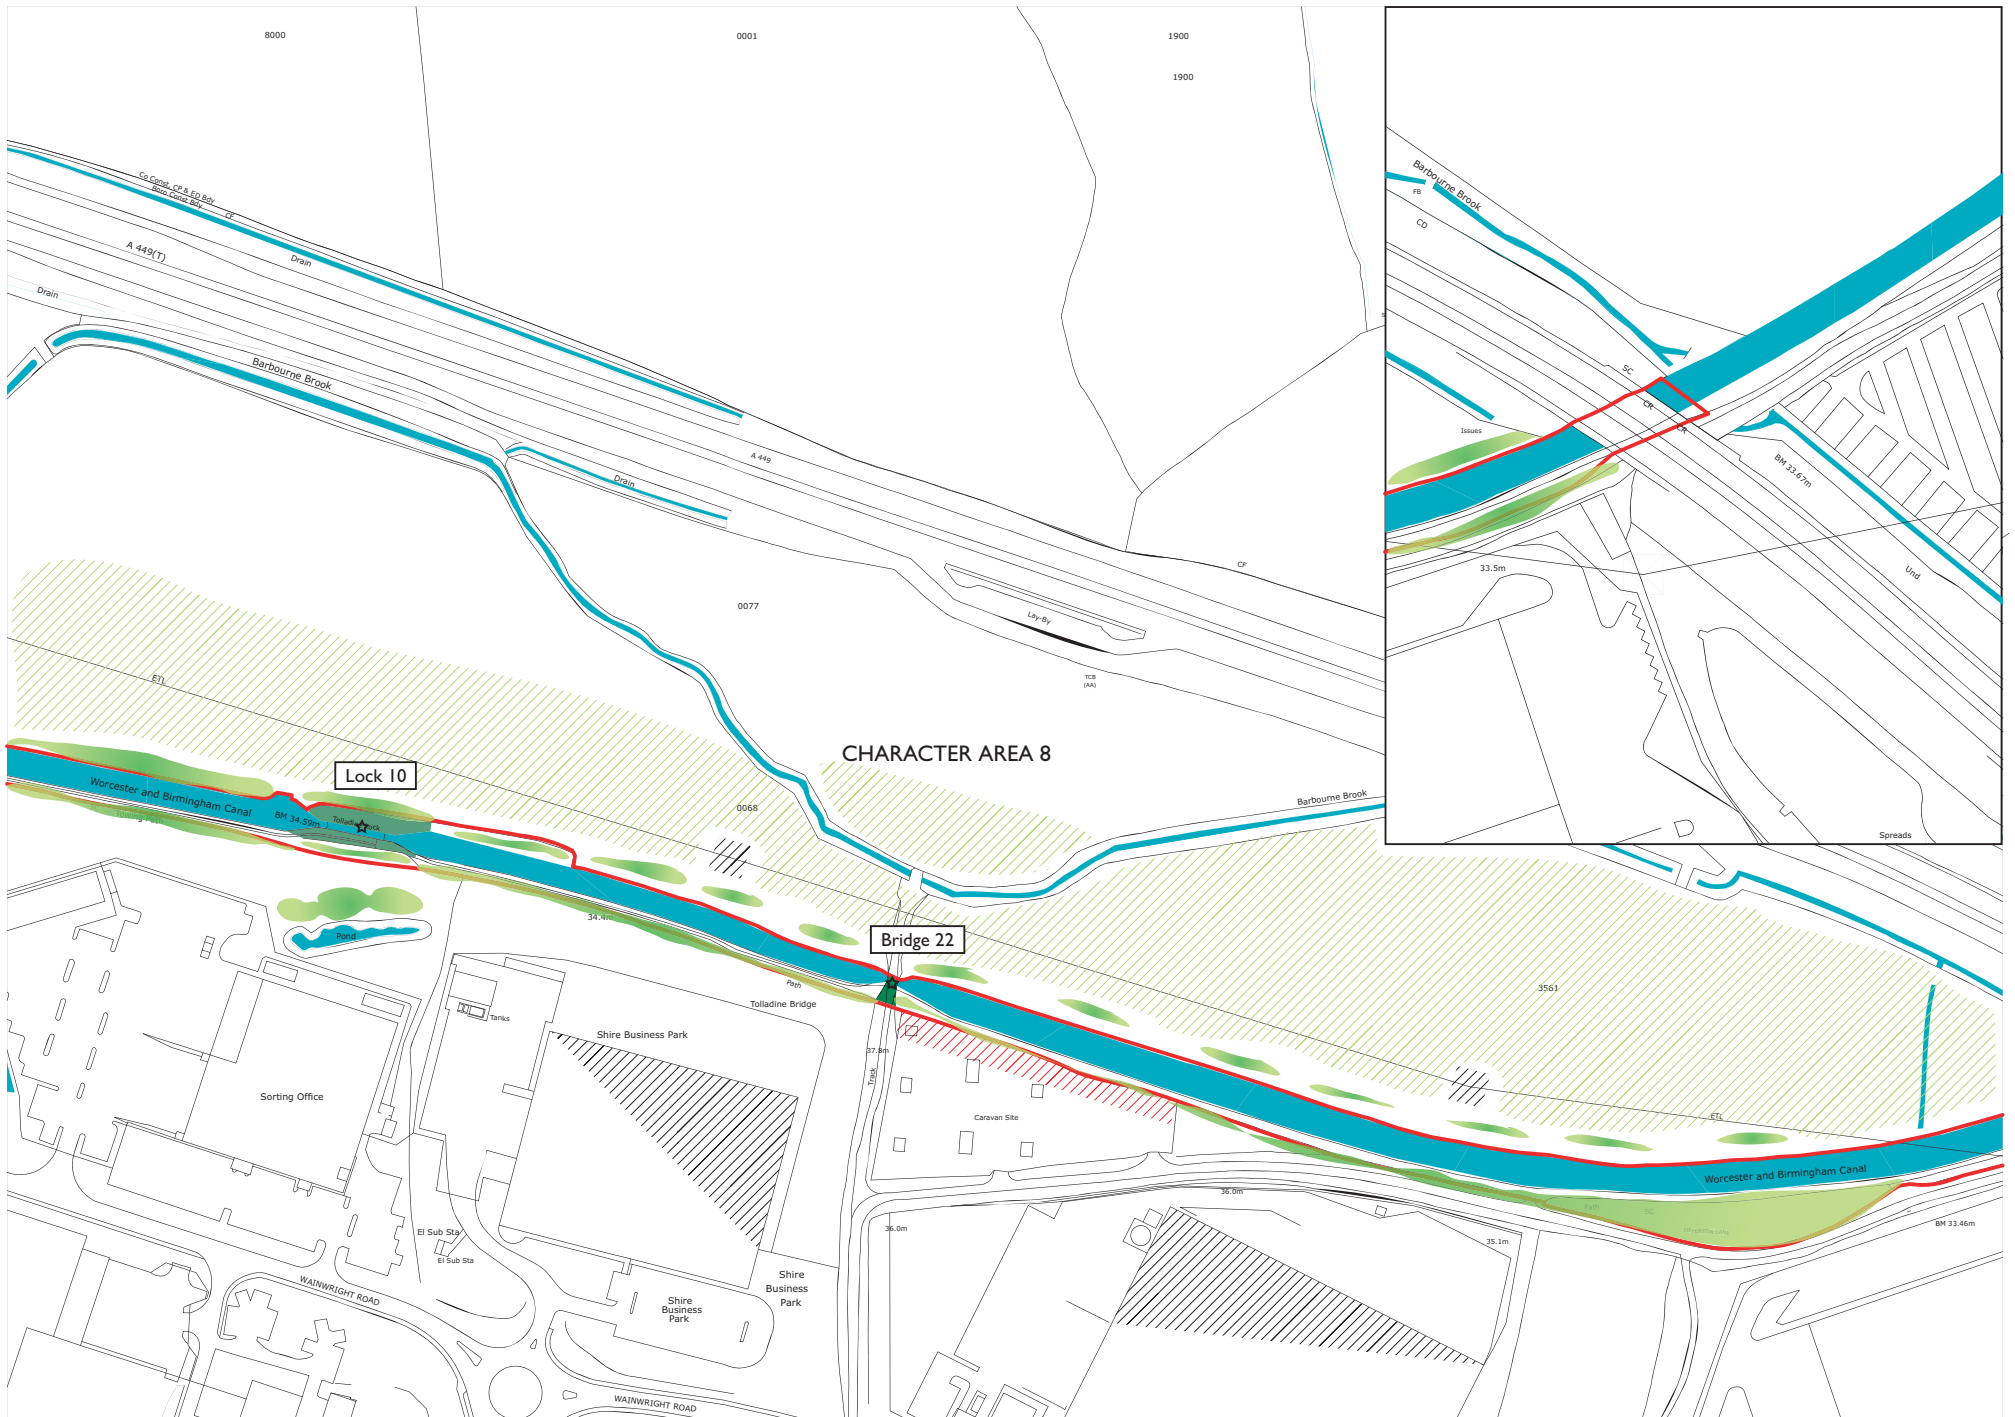 8000
0001
1900
1900
Co Const, CP & ED Bdy
Boro Const Bdy
CF
A 449(T)
Drain
Drain
Barbourne Brook
A 449
Drain
CF
0077
Lay-By
TCB
(AA)
ETL
CHARACTER AREA 8
Lock 10
0068
Barbourne Brook
Worcester and Birmingham Canal
BM 34.59m
Tolladine Lock
Towing Path
34.4m
Pond
Bridge 22
Path
Tolladine Bridge
3561
Tanks
Shire Business Park
37.8m
Track
Sorting Office
Caravan Site
ETL
Worcester and Birmingham Canal
Path
SC
36.0m
36.0m
35.1m
BM 33.46m
El Sub Sta
El Sub Sta
WAINWRIGHT ROAD
Shire
Business
Park
Shire
Business
Park
WAINWRIGHT ROAD
Barbourne Brook
FB
CD
SC
CR
CR
Issues
BM 33.67m
33.5m
Und
Spreads